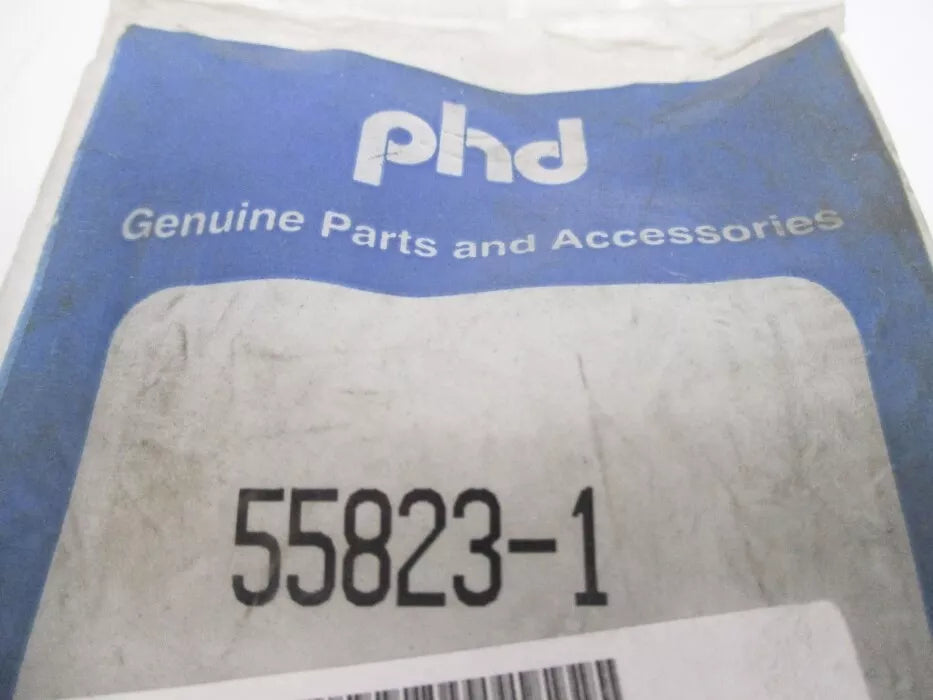 phd
Genuine Parts and Accessories
55823-1